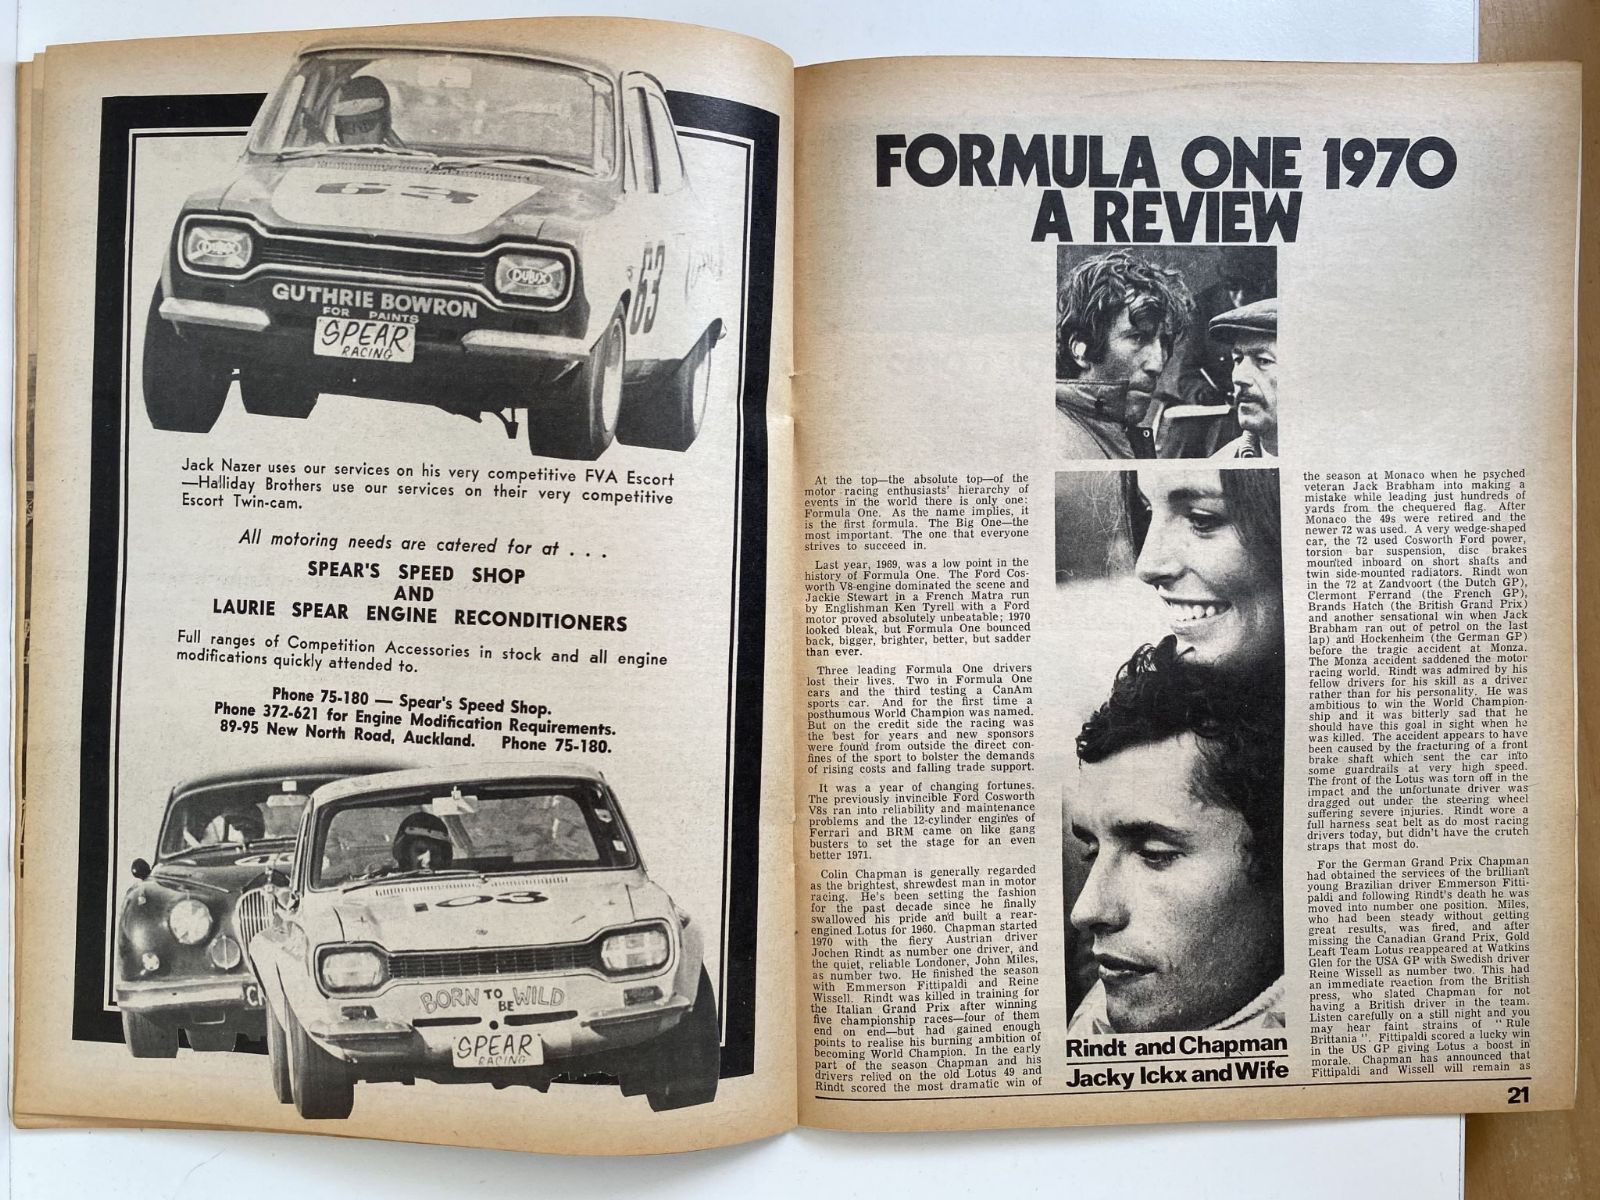 63
Dulux
Dulux
63
GUTHRIE BOWRON
FOR PAINTS
SPEAR
RACING
Jack Nazer uses our services on his very competitive FVA Escort
—Halliday Brothers use our services on their very competitive
Escort Twin-cam.
All motoring needs are catered for at . . .
SPEAR'S SPEED SHOP
AND
LAURIE SPEAR ENGINE RECONDITIONERS
Full ranges of Competition Accessories in stock and all engine
modifications quickly attended to.
Phone 75-180 — Spear's Speed Shop.
Phone 372-621 for Engine Modification Requirements.
89-95 New North Road, Auckland. Phone 75-180.
103
BORN TO BE WILD
SPEAR
RACING
FORMULA ONE 1970
A REVIEW
At the top—the absolute top—of the
motor racing enthusiasts' hierarchy of
events in the world there is only one:
Formula One. As the name implies, it
is the first formula. The Big One—the
most important. The one that everyone
strives to succeed in.
Last year, 1969, was a low point in the
history of Formula One. The Ford Cos-
worth V8-engine dominated the scene and
Jackie Stewart in a French Matra run
by Englishman Ken Tyrell with a Ford
motor proved absolutely unbeatable; 1970
looked bleak, but Formula One bounced
back, bigger, brighter, better, but sadder
than ever.
Three leading Formula One drivers
lost their lives. Two in Formula One
cars and the third testing a CanAm
sports car. And for the first time a
posthumous World Champion was named.
But on the credit side the racing was
the best for years and new sponsors
were found from outside the direct con-
fines of the sport to bolster the demands
of rising costs and falling trade support.
It was a year of changing fortunes.
The previously invincible Ford Cosworth
V8s ran into reliability and maintenance
problems and the 12-cylinder engines of
Ferrari and BRM came on like gang
busters to set the stage for an even
better 1971.
Colin Chapman is generally regarded
as the brightest, shrewdest man in motor
racing. He's been setting the fashion
for the past decade since he finally
swallowed his pride and built a rear-
engined Lotus for 1960. Chapman started
1970 with the fiery Austrian driver
Jochen Rindt as number one driver, and
the quiet, reliable Londoner, John Miles,
as number two. He finished the season
with Emmerson Fittipaldi and Reine
Wissell. Rindt was killed in training for
the Italian Grand Prix after winning
five championship races—four of them
end on end—but had gained enough
points to realise his burning ambition of
becoming World Champion. In the early
part of the season Chapman and his
drivers relied on the old Lotus 49 and
Rindt scored the most dramatic win of
Rindt and Chapman
Jacky Ickx and Wife
the season at Monaco when he psyched
veteran Jack Brabham into making a
mistake while leading just hundreds of
yards from the chequered flag. After
Monaco the 49s were retired and the
newer 72 was used. A very wedge-shaped
car, the 72 used Cosworth Ford power,
torsion bar suspension, disc brakes
mounted inboard on short shafts and
twin side-mounted radiators. Rindt won
in the 72 at Zandvoort (the Dutch GP),
Clermont Ferrand (the French GP),
Brands Hatch (the British Grand Prix)
and another sensational win when Jack
Brabham ran out of petrol on the last
lap) and Hockenheim (the German GP)
before the tragic accident at Monza.
The Monza accident saddened the motor
racing world. Rindt was admired by his
fellow drivers for his skill as a driver
rather than for his personality. He was
ambitious to win the World Champion-
ship and it was bitterly sad that he
should have this goal in sight when he
was killed. The accident appears to have
been caused by the fracturing of a front
brake shaft which sent the car into
some guardrails at very high speed.
The front of the Lotus was torn off in the
impact and the unfortunate driver was
dragged out under the steering wheel
suffering severe injuries. Rindt wore a
full harness seat belt as do most racing
drivers today, but didn't have the crutch
straps that most do.
For the German Grand Prix Chapman
had obtained the services of the brilliant
young Brazilian driver Emmerson Fitti-
paldi and following Rindt's death he was
moved into number one position. Miles,
who had been steady without getting
great results, was fired, and after
missing the Canadian Grand Prix, Gold
Leaft Team Lotus reappeared at Watkins
Glen for the USA GP with Swedish driver
Reine Wissell as number two. This had
an immediate reaction from the British
press, who slated Chapman for not
having a British driver in the team.
Listen carefully on a still night and you
may hear faint strains of "Rule
Brittania". Fittipaldi scored a lucky win
in the US GP giving Lotus a boost in
morale. Chapman has announced that
Fittipaldi and Wissell will remain as
21